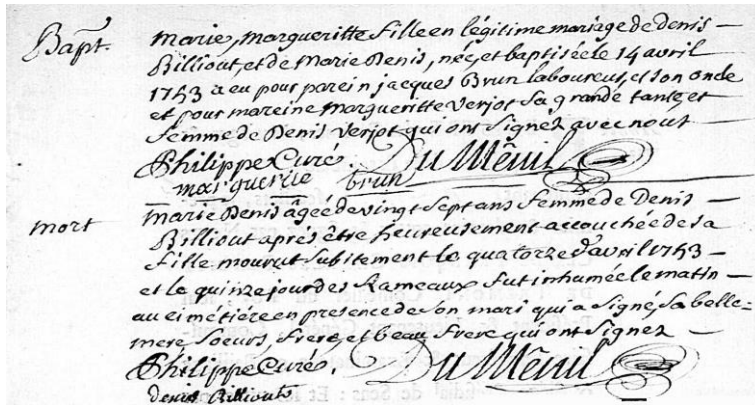 Bapt.
marie, margueritte fille en légitime mariage de denis
Billiout, et de Marie Denis, née, et baptisée le 14 avril
1753 à eu pour parein jacques Brun laboureur, et son oncle
et pour mareine margueritte verjot sa grande tante et
femme de Denis verjot qui ont signez avec nout
Philippe Curé. Du Mênil
marguerite brun
mort
marie Denis âgée de vingt sept ans femme de Denis
Billiout après être heureusement accouchée de sa
fille mourut subitement le quatorze d'avril 1753
et le quinze jour des Rameaux fut inhumée le matin
au cimétière en presence de son mari qui a signé, sa belle
mere, soeurs, frere, et beau frere qui ont signez
Philippe Curé. Du Mênil
denis Billiout